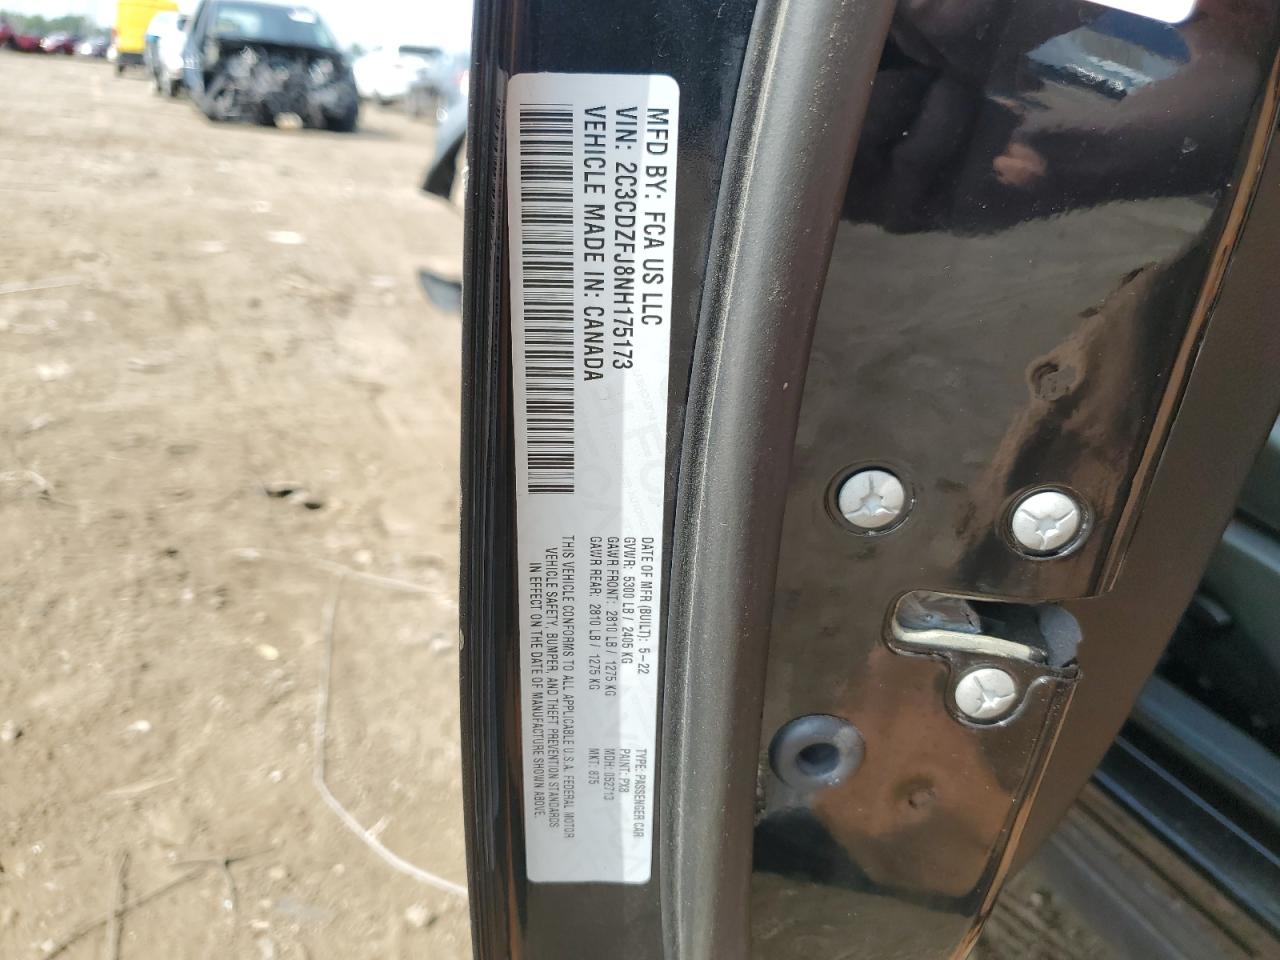 MFD BY: FCA US LLC
VIN: 2C3CDZFJ8NH175173
VEHICLE MADE IN: CANADA
DATE OF MFR (BUILT): 5-22
GVWR: 5300 LB / 2405 KG
GAWR FRONT: 2810 LB / 1275 KG
GAWR REAR: 2810 LB / 1275 KG
TYPE: PASSENGER CAR
PAINT: PX8
MDH: 052713
MKT: 875
THIS VEHICLE CONFORMS TO ALL APPLICABLE U.S.A. FEDERAL MOTOR
VEHICLE SAFETY, BUMPER, AND THEFT PREVENTION STANDARDS
IN EFFECT ON THE DATE OF MANUFACTURE SHOWN ABOVE.